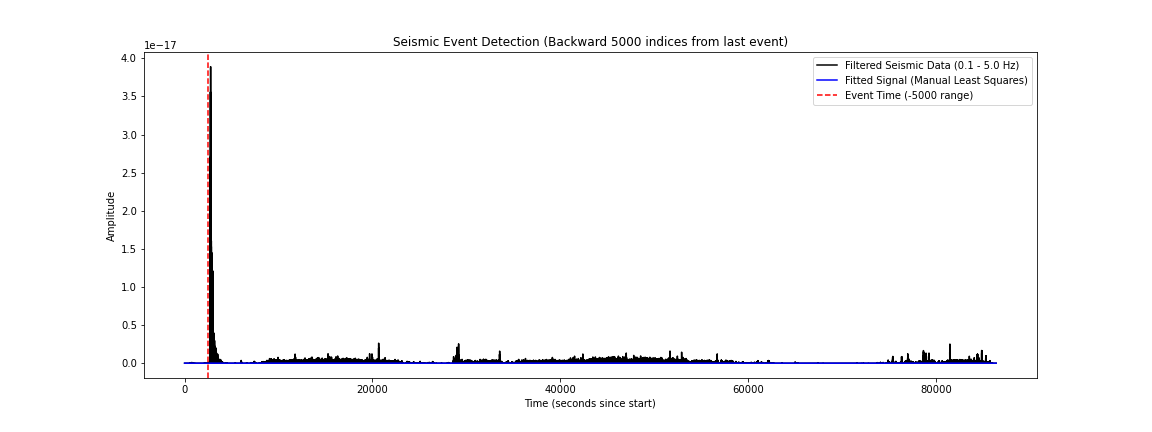 Seismic Event Detection (Backward 5000 indices from last event)
1e−17
Filtered Seismic Data (0.1 - 5.0 Hz)
Fitted Signal (Manual Least Squares)
Event Time (-5000 range)
4.0
3.5
3.0
2.5
2.0
1.5
1.0
0.5
0.0
Amplitude
0 20000 40000 60000 80000
Time (seconds since start)